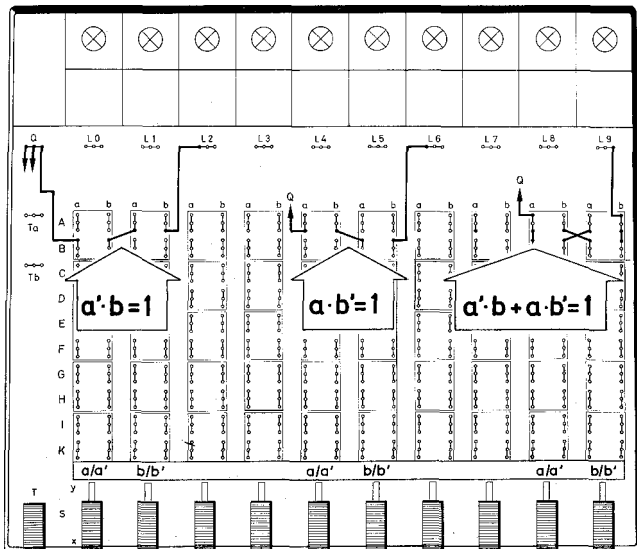 Q L0 L1 L2 L3 L4 L5 L6 L7 L8 L9
Q Q
a b a b a b a b
Ta
A
B
Tb
C
D
E
F
G
H
I
K
a'·b=1 a·b'=1 a'·b+a·b'=1
a/a' b/b' a/a' b/b' a/a' b/b'
T y
S
x